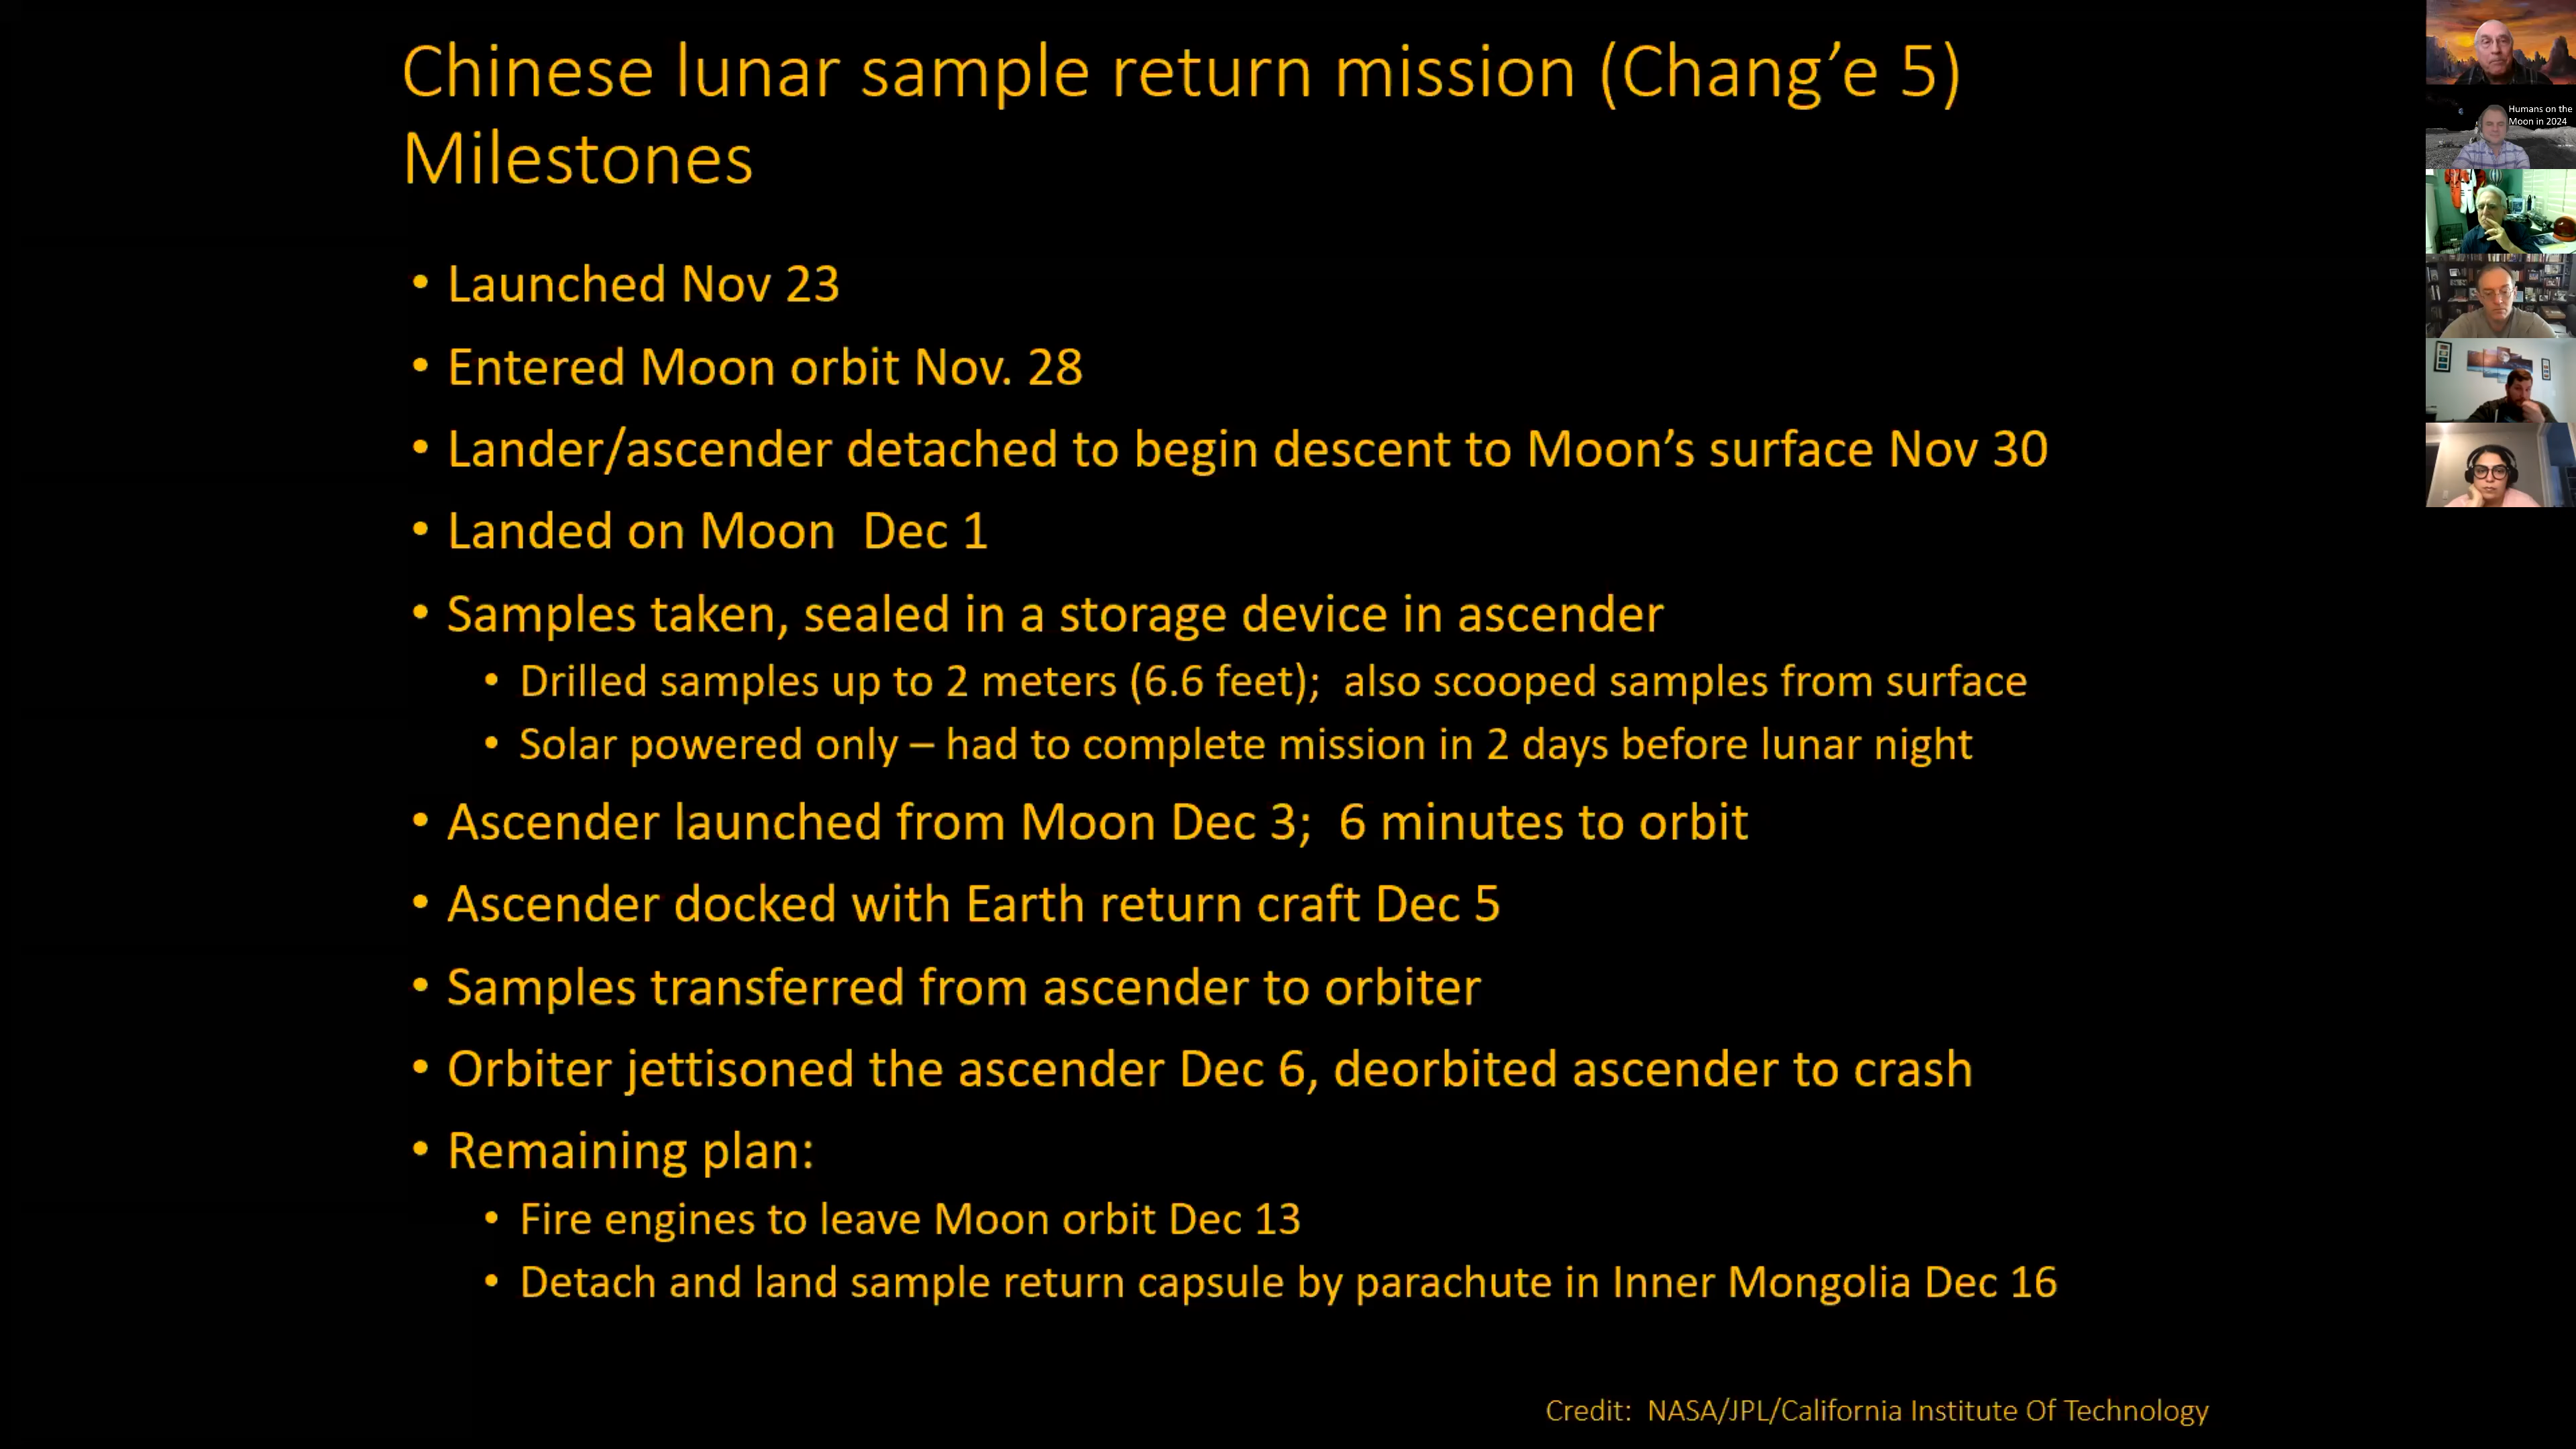 Chinese lunar sample return mission (Chang’e 5)
Milestones
• Launched Nov 23
• Entered Moon orbit Nov. 28
• Lander/ascender detached to begin descent to Moon’s surface Nov 30
• Landed on Moon  Dec 1
• Samples taken, sealed in a storage device in ascender
• Drilled samples up to 2 meters (6.6 feet);  also scooped samples from surface
• Solar powered only – had to complete mission in 2 days before lunar night
• Ascender launched from Moon Dec 3;  6 minutes to orbit
• Ascender docked with Earth return craft Dec 5
• Samples transferred from ascender to orbiter
• Orbiter jettisoned the ascender Dec 6, deorbited ascender to crash
• Remaining plan:
• Fire engines to leave Moon orbit Dec 13
• Detach and land sample return capsule by parachute in Inner Mongolia Dec 16
Credit:  NASA/JPL/California Institute Of Technology
Humans on the
Moon in 2024